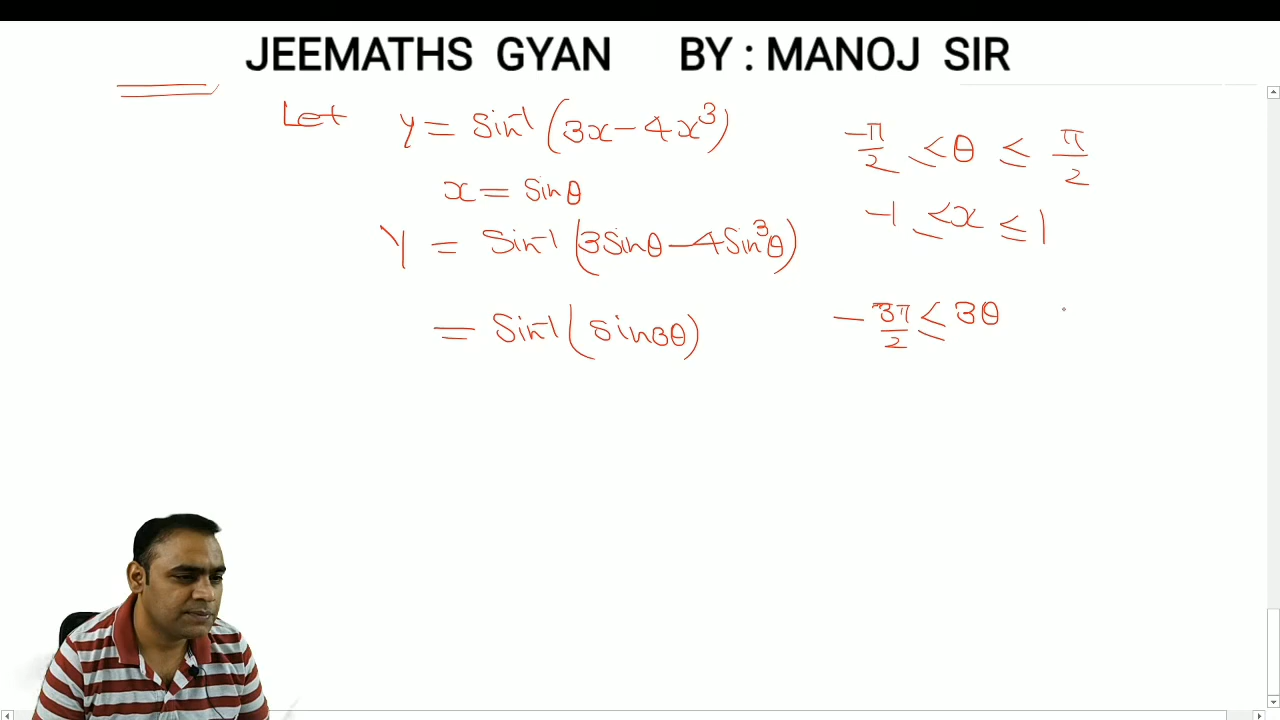 JEEMATHS GYAN BY : MANOJ SIR
Let y = Sin⁻¹(3x - 4x³)
-π/2 ≤ θ ≤ π/2
x = Sinθ
-1 ≤ x ≤ 1
Y = Sin⁻¹(3Sinθ - 4Sin³θ)
= Sin⁻¹(Sin3θ)
-3π/2 ≤ 3θ